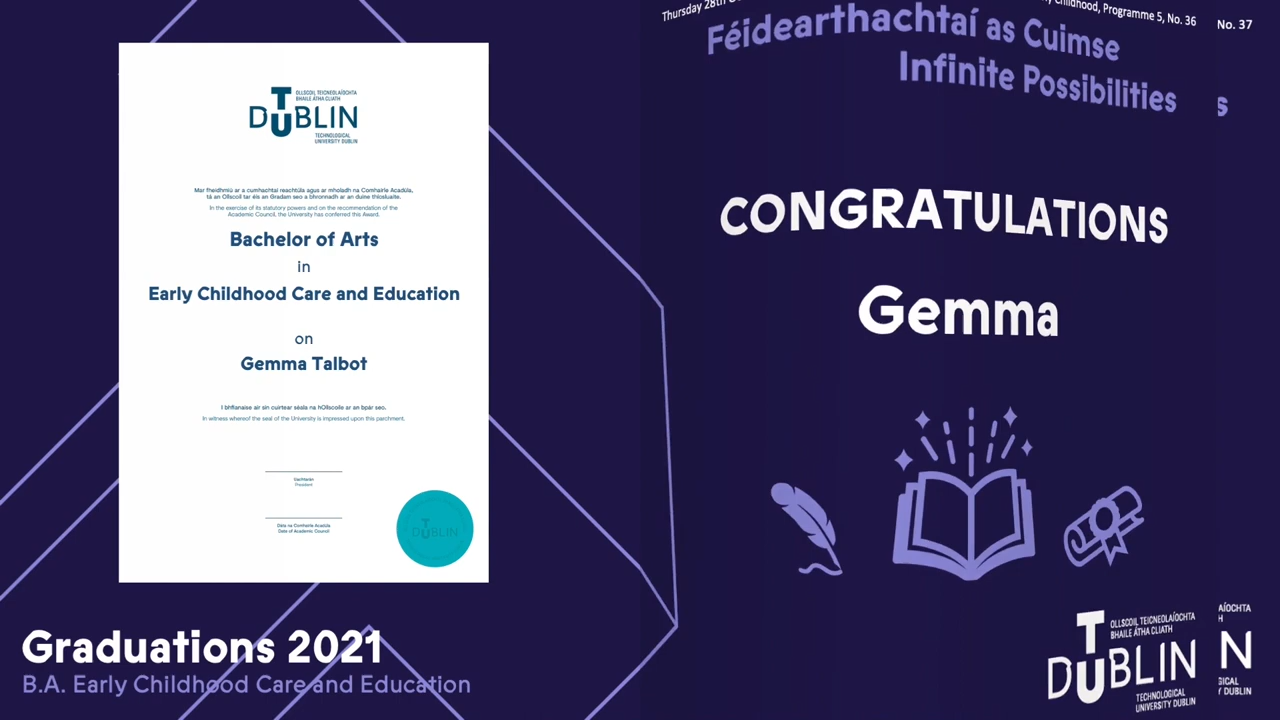 OLLSCOIL TEICNEOLAÍOCHTA
BHAILE ÁTHA CLIATH
TU DUBLIN
TECHNOLOGICAL
UNIVERSITY DUBLIN
Mar fheidhmiú ar a cumhachtaí reachtúla agus ar mholadh na Comhairle Acadúla,
tá an Ollscoil tar éis an Gradam seo a bhronnadh ar an duine thíosluaite.
In the exercise of its statutory powers and on the recommendation of the
Academic Council, the University has conferred this Award.
Bachelor of Arts
in
Early Childhood Care and Education
on
Gemma Talbot
I bhfianaise air sin cuirtear séala na hOllscoile ar an bpár seo.
In witness whereof the seal of the University is impressed upon this parchment.
Uachtarán
President
Dáta na Comhairle Acadúla
Date of Academic Council
DUBLIN
Graduations 2021
B.A. Early Childhood Care and Education
Thursday 28th
Childhood, Programme 5, No. 36
No. 37
Féidearthachtaí as Cuimse
Infinite Possibilities
s
CONGRATULATIONS
Gemma
OLLSCOIL TEICNEOLAÍOCHTA
BHAILE ÁTHA CLIATH
TU DUBLIN
TECHNOLOGICAL
UNIVERSITY DUBLIN
AÍOCHTA
H
N
GICAL
Y DUBLIN